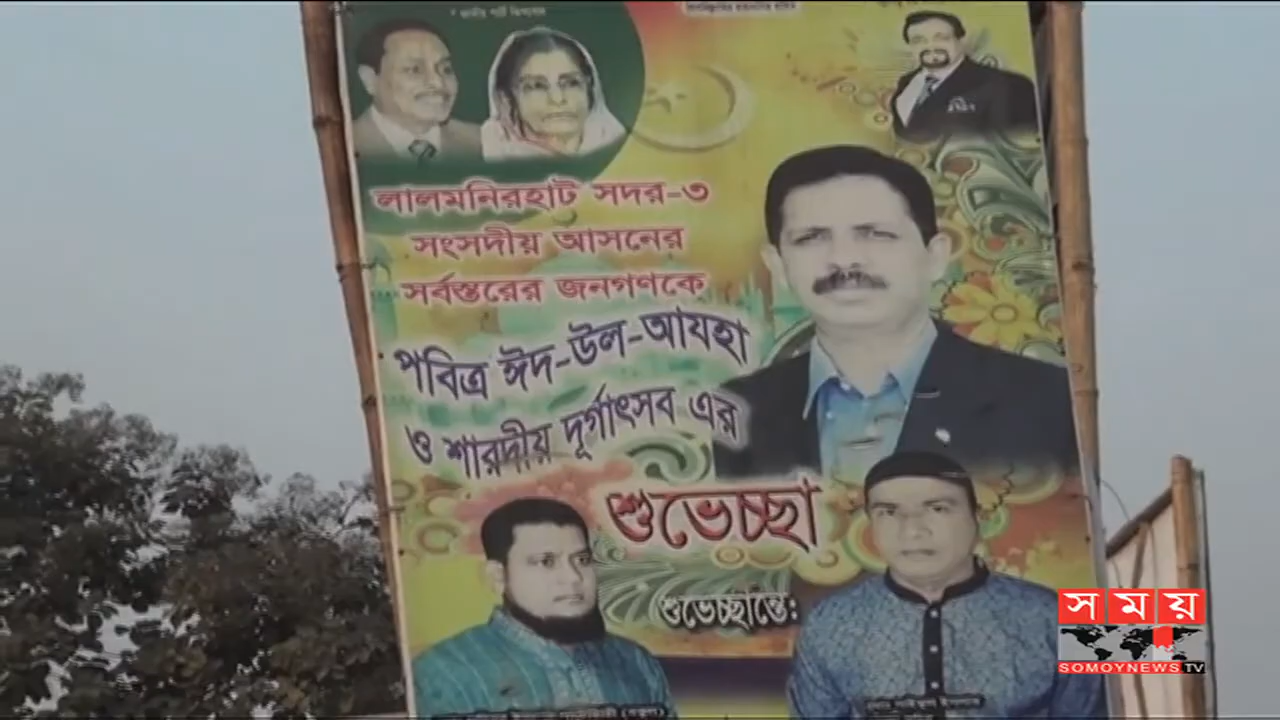 লালমনিরহাট সদর-৩
সংসদীয় আসনের
সর্বস্তরের জনগণকে
পবিত্র ঈদ-উল-আযহা
ও শারদীয় দূর্গাৎসব এর
শুভেচ্ছা
শুভেচ্ছান্তে:
সময়
SOMOYNEWS TV